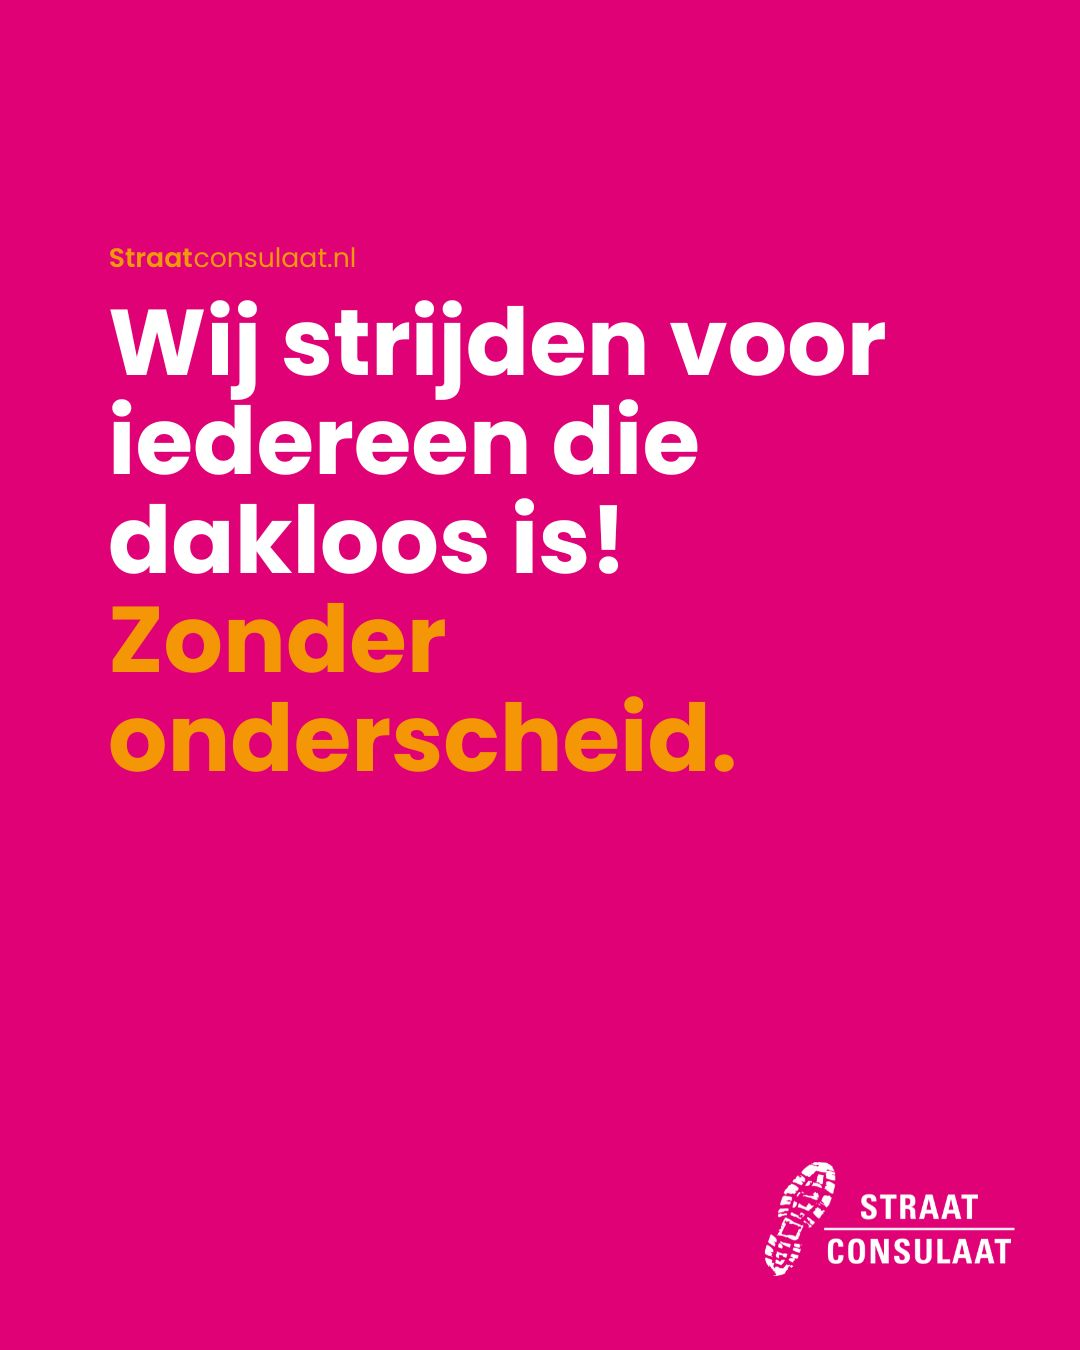 Straatconsulaat.nl
Wij strijden voor
iedereen die
dakloos is!
Zonder
onderscheid.
STRAAT
CONSULAAT